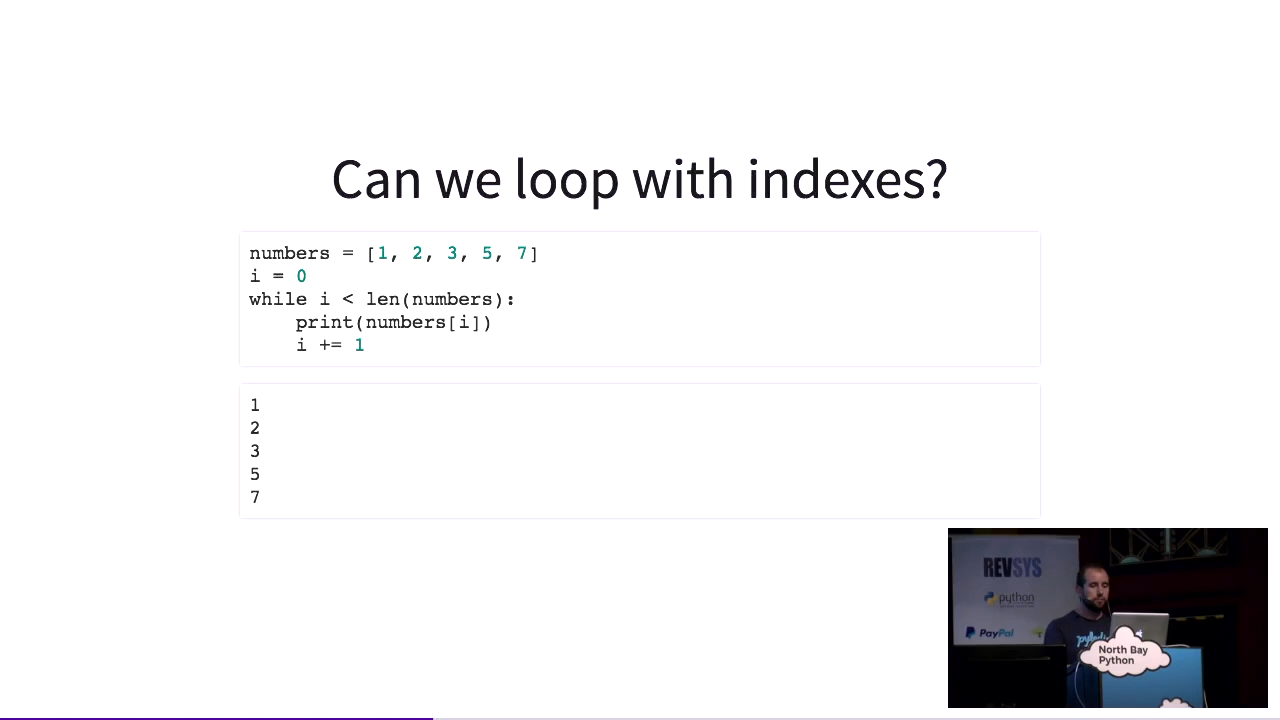 Can we loop with indexes?
numbers = [1, 2, 3, 5, 7]
i = 0
while i < len(numbers):
    print(numbers[i])
    i += 1
1
2
3
5
7
REVSYS
python
PayPal
North Bay
Python